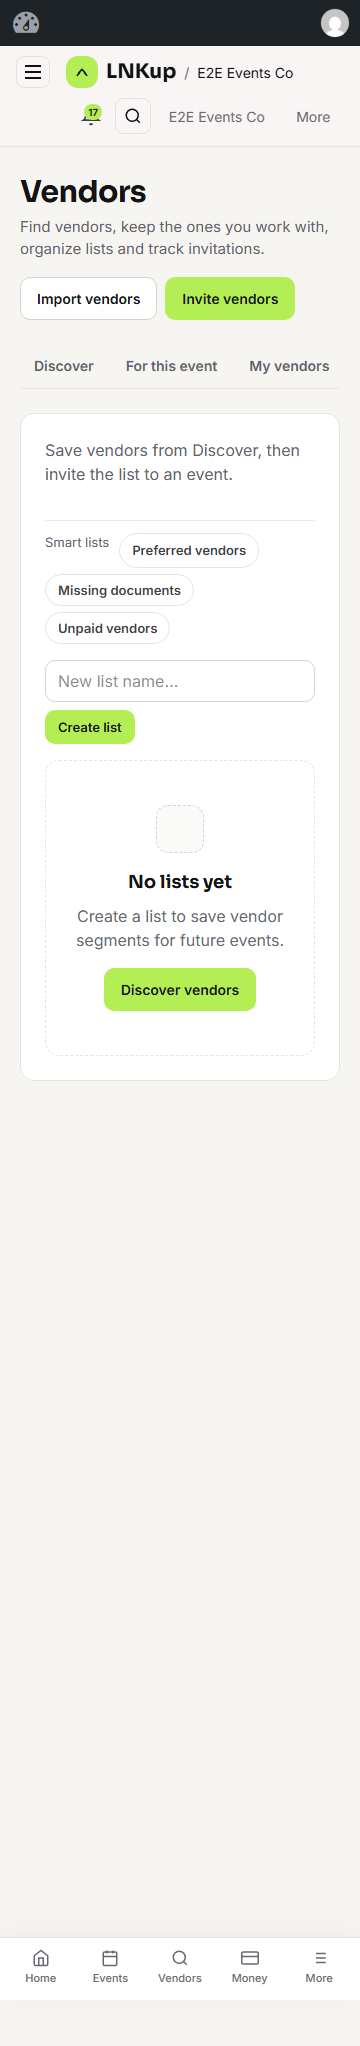 LNKup / E2E Events Co
17 E2E Events Co More
Vendors
Find vendors, keep the ones you work with,
organize lists and track invitations.
Import vendors Invite vendors
Discover For this event My vendors
Save vendors from Discover, then
invite the list to an event.
Smart lists Preferred vendors
Missing documents
Unpaid vendors
New list name...
Create list
No lists yet
Create a list to save vendor
segments for future events.
Discover vendors
Home Events Vendors Money More